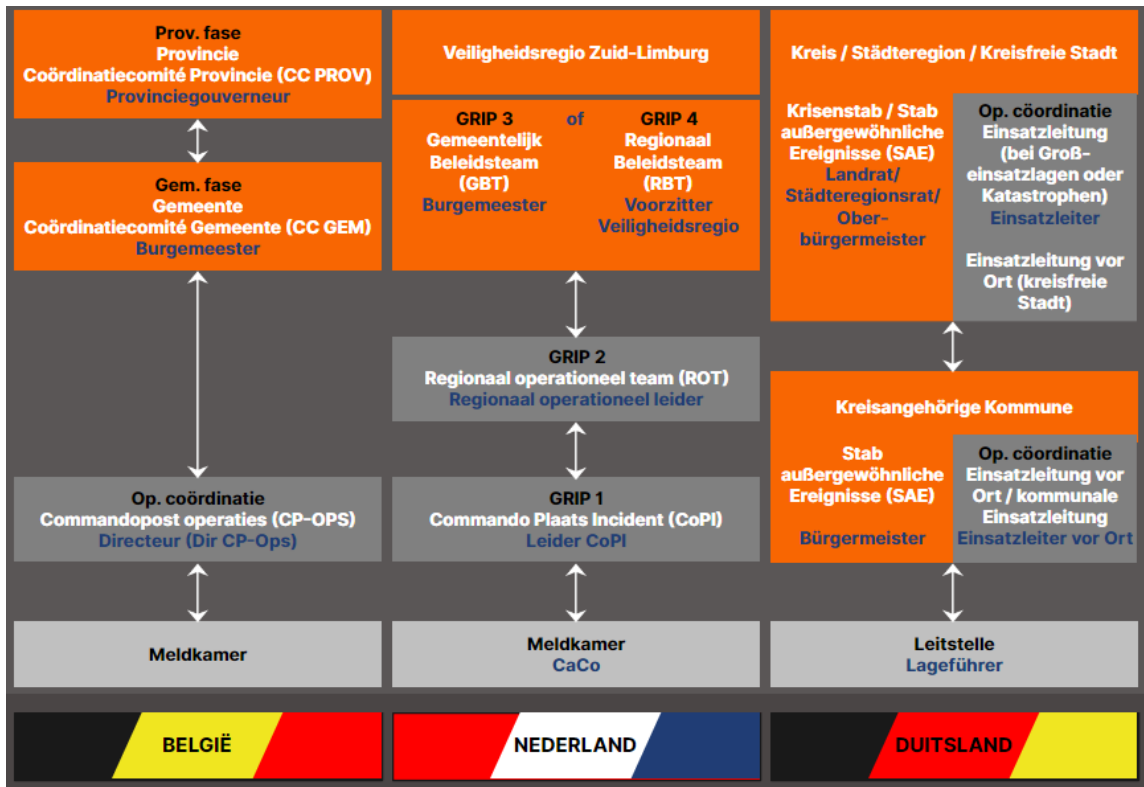 Prov. fase
Provincie
Coördinatiecomité Provincie (CC PROV)
Provinciegouverneur
Gem. fase
Gemeente
Coördinatiecomité Gemeente (CC GEM)
Burgemeester
Op. coördinatie
Commandopost operaties (CP-OPS)
Directeur (Dir CP-Ops)
Meldkamer
BELGIË
Veiligheidsregio Zuid-Limburg
GRIP 3 of GRIP 4
Gemeentelijk
Beleidsteam
(GBT)
Burgemeester
Regionaal
Beleidsteam
(RBT)
Voorzitter
Veiligheidsregio
GRIP 2
Regionaal operationeel team (ROT)
Regionaal operationeel leider
GRIP 1
Commando Plaats Incident (CoPI)
Leider CoPI
Meldkamer
CaCo
NEDERLAND
Kreis / Städteregion / Kreisfreie Stadt
Krisenstab / Stab
außergewöhnliche
Ereignisse (SAE)
Landrat/
Städteregionsrat/
Ober-
bürgermeister
Op. cöordinatie
Einsatzleitung
(bei Groß-
einsatzlagen oder
Katastrophen)
Einsatzleiter
Einsatzleitung vor
Ort (kreisfreie
Stadt)
Kreisangehörige Kommune
Stab
außergewöhnliche
Ereignisse (SAE)
Bürgermeister
Op. cöordinatie
Einsatzleitung vor
Ort / kommunale
Einsatzleitung
Einsatzleiter vor Ort
Leitstelle
Lageführer
DUITSLAND